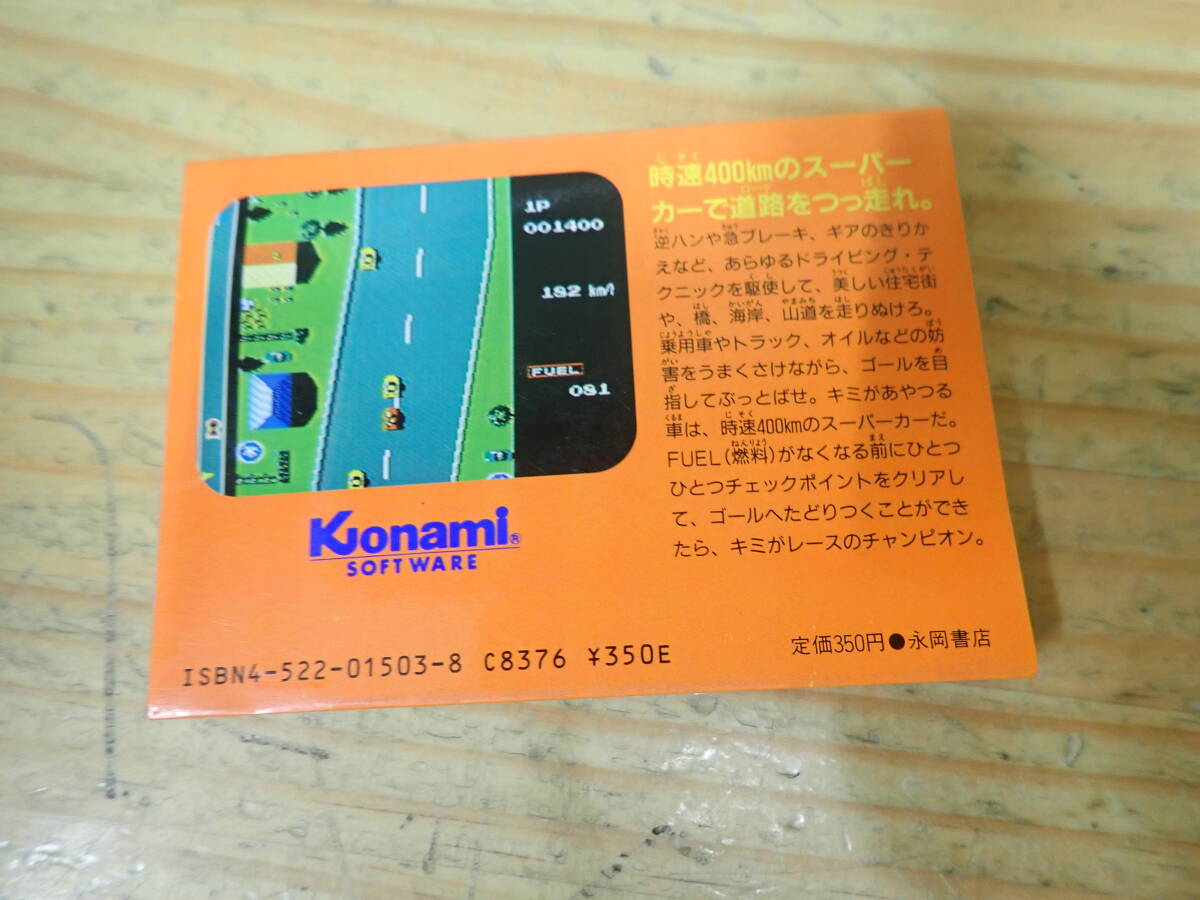 時速400kmのスーパー
カーで道路をつっ走れ。
逆ハンや急ブレーキ、ギアのきりか
えなど、あらゆるドライビング・テ
クニックを駆使して、美しい住宅街
や、橋、海岸、山道を走りぬけろ。
乗用車やトラック、オイルなどの妨
害をうまくさけながら、ゴールを目
指してぶっとばせ。キミがあやつる
車は、時速400kmのスーパーカーだ。
FUEL(燃料)がなくなる前にひとつ
ひとつチェックポイントをクリアし
て、ゴールへたどりつくことができ
たら、キミがレースのチャンピオン。
1P
001400
182 km/
FUEL
081
Konami®
SOFTWARE
定価350円●永岡書店
ISBN4-522-01503-8 C8376 ¥350E